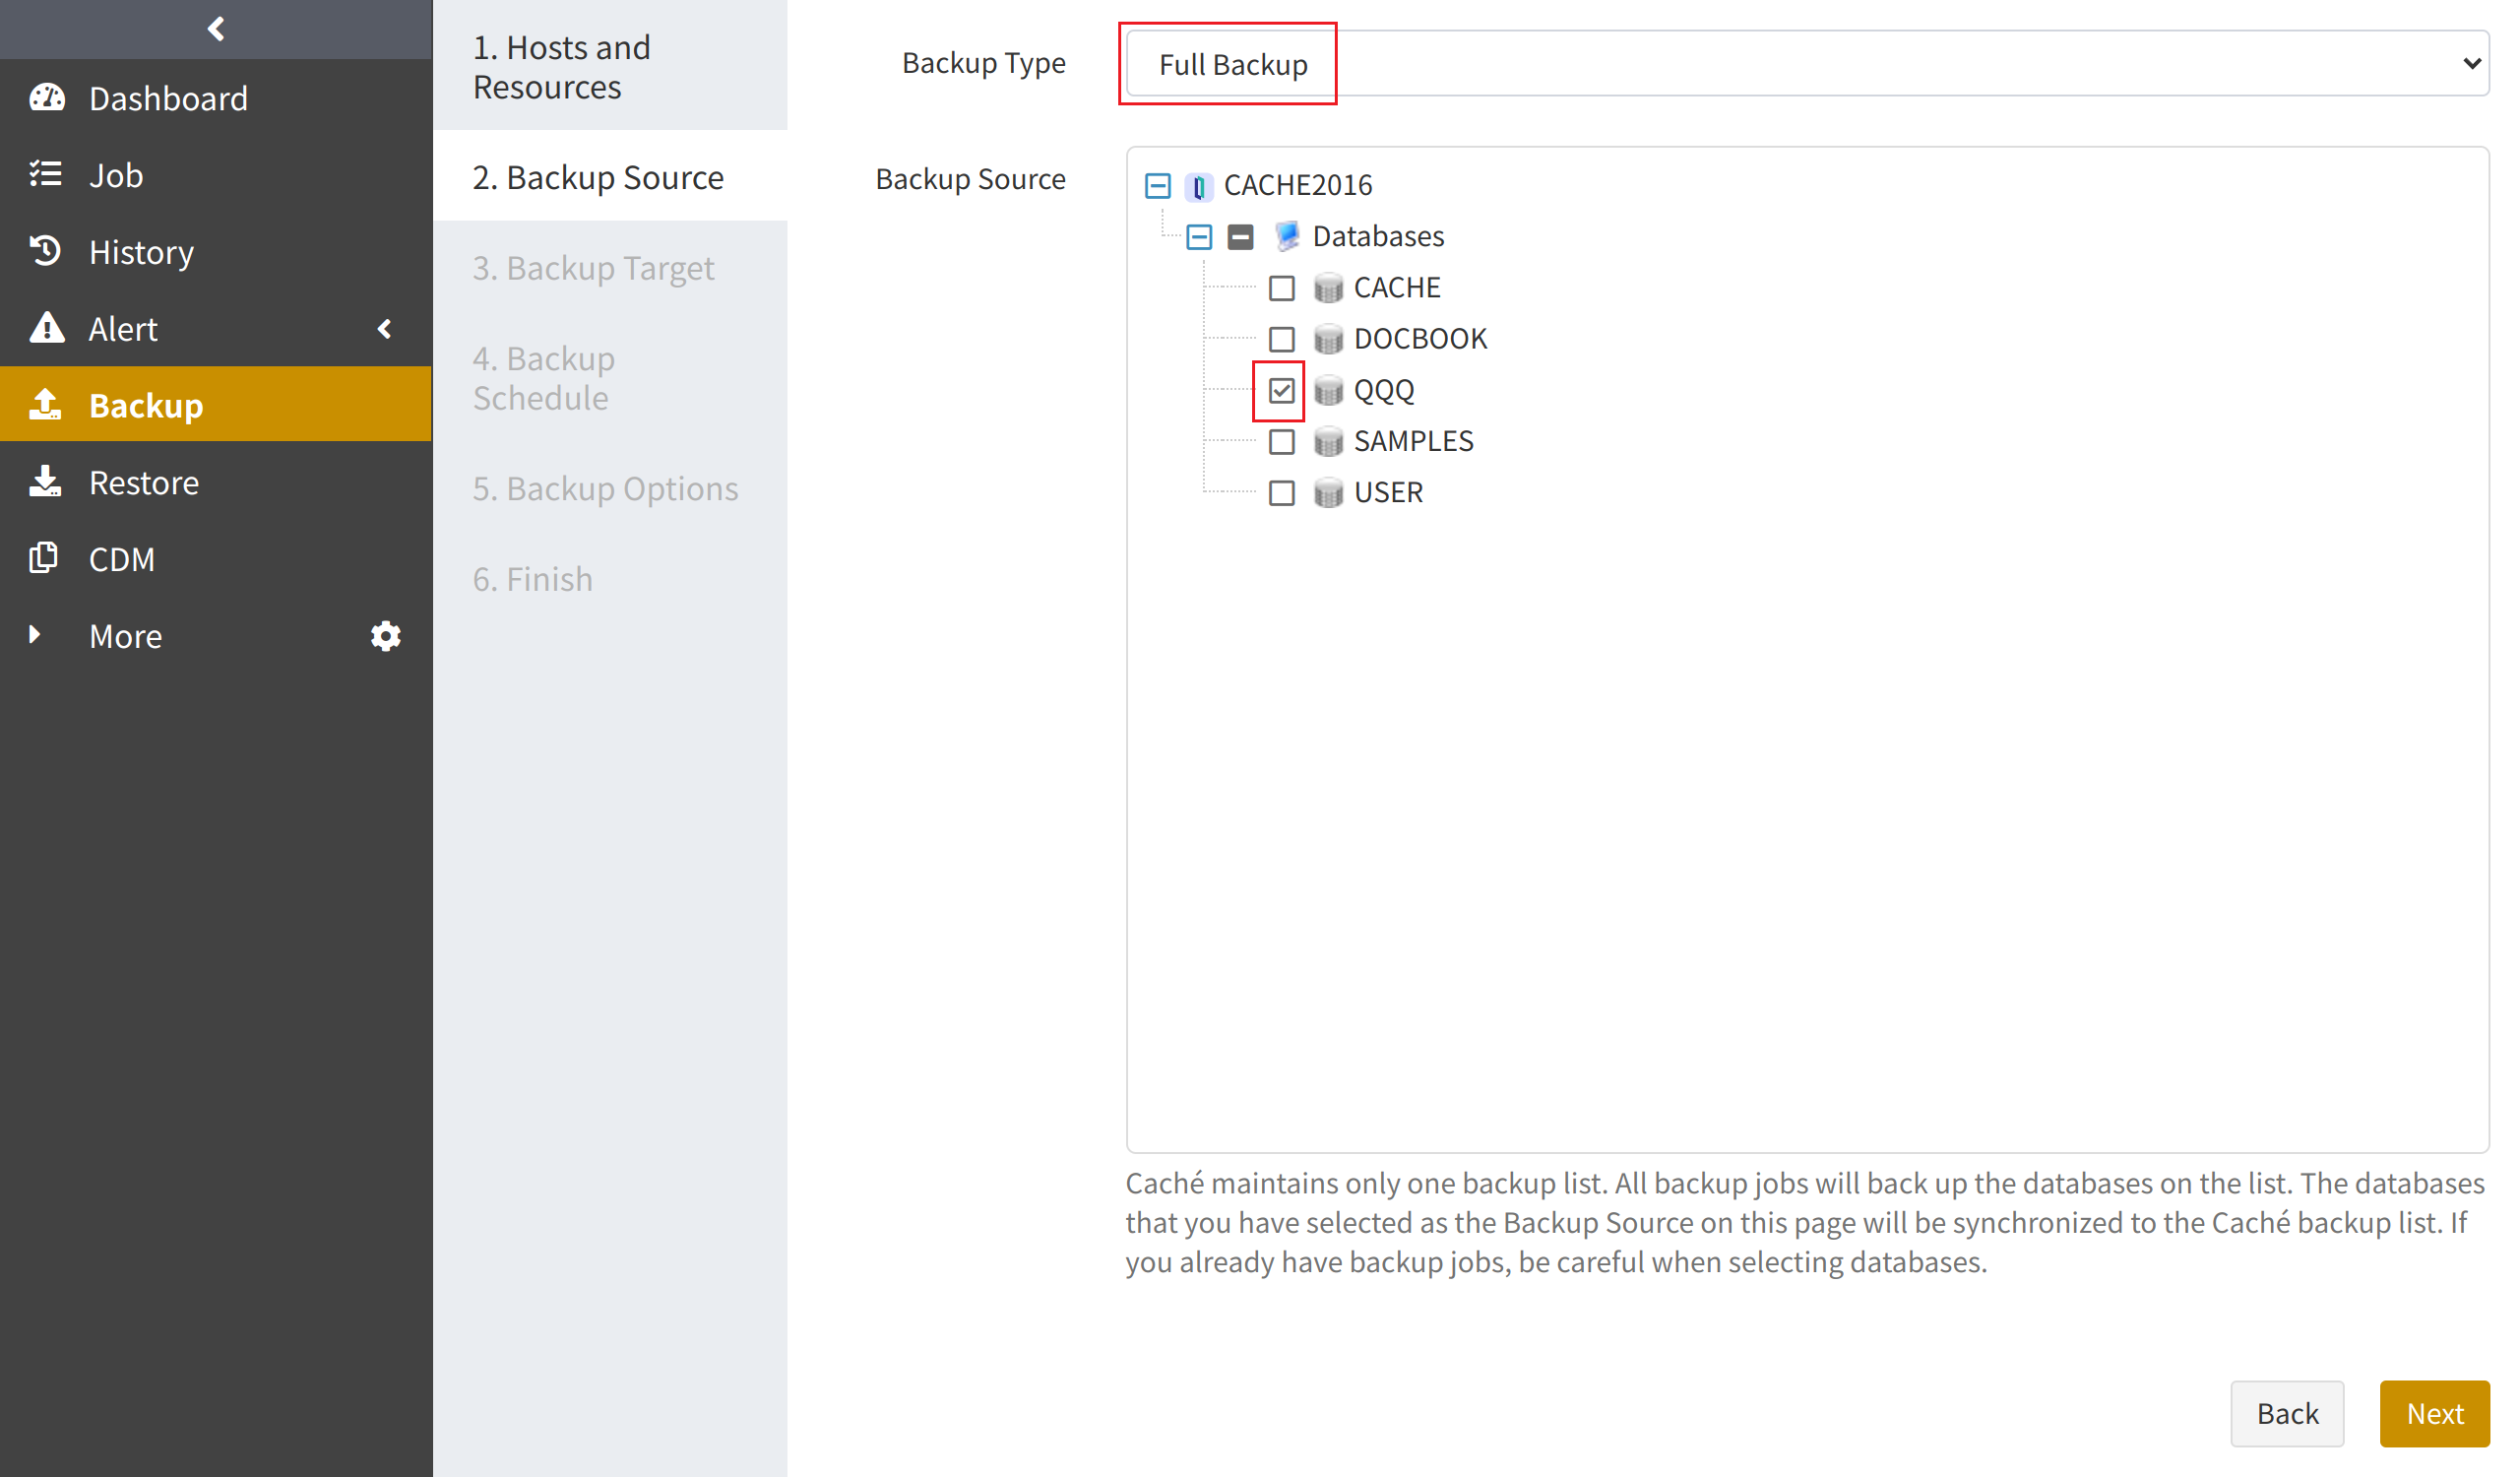 Dashboard
Job
History
Alert
Backup
Restore
CDM
More
1. Hosts and
Resources
2. Backup Source
3. Backup Target
4. Backup
Schedule
5. Backup Options
6. Finish
Backup Type
Full Backup
Backup Source
CACHE2016
Databases
CACHE
DOCBOOK
QQQ
SAMPLES
USER
Caché maintains only one backup list. All backup jobs will back up the databases on the list. The databases
that you have selected as the Backup Source on this page will be synchronized to the Caché backup list. If
you already have backup jobs, be careful when selecting databases.
Back
Next